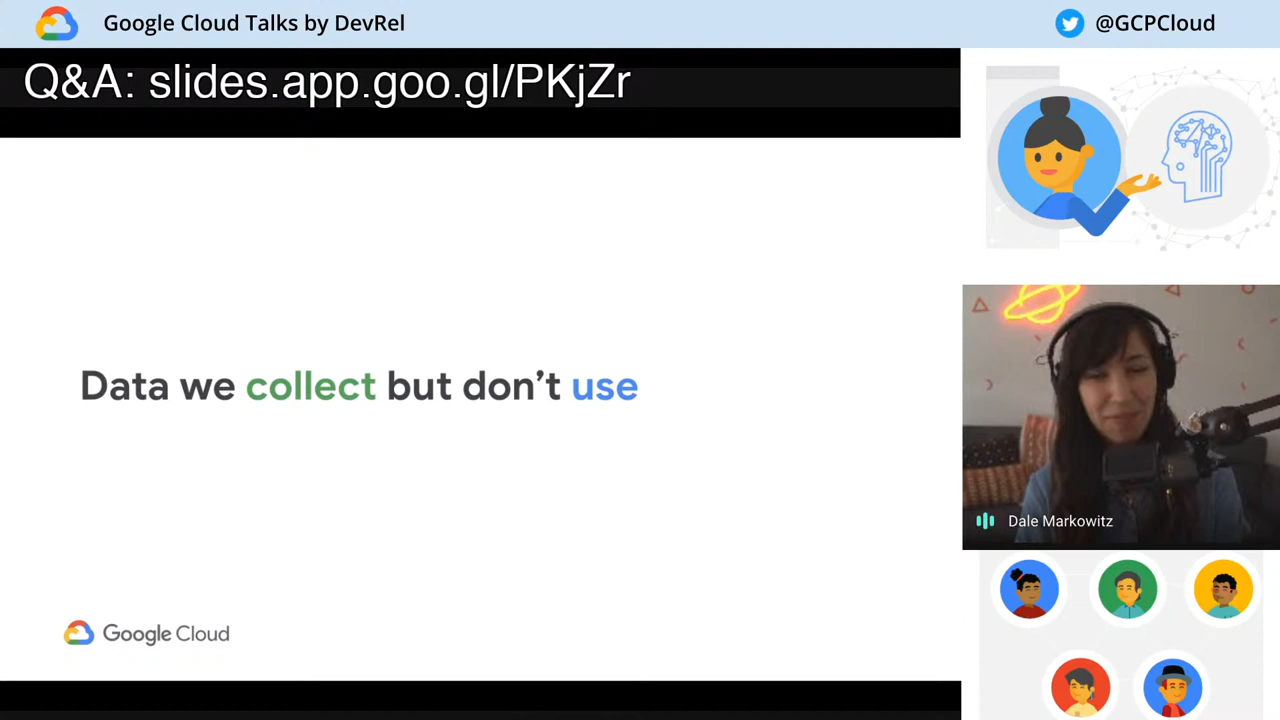 Google Cloud Talks by DevRel
@GCPCloud
Q&A: slides.app.goo.gl/PKjZr
Data we collect but don’t use
Dale Markowitz
Google Cloud